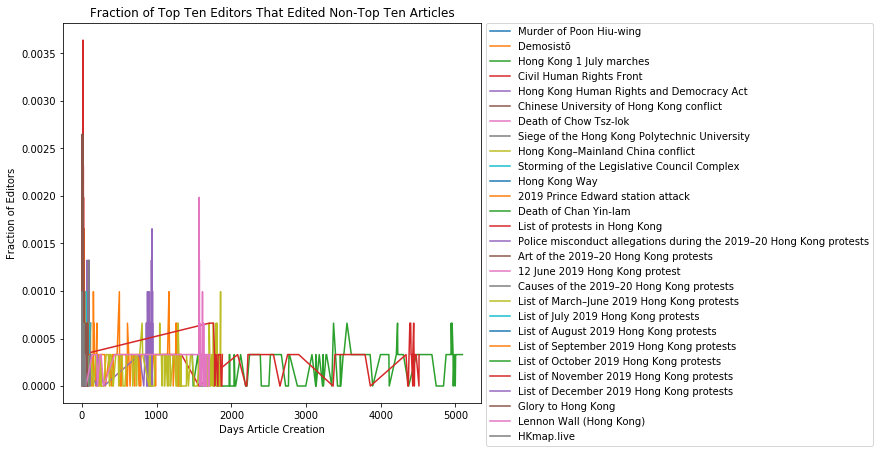 Fraction of Top Ten Editors That Edited Non-Top Ten Articles
Fraction of Editors
0.0035
0.0030
0.0025
0.0020
0.0015
0.0010
0.0005
0.0000
0
1000
2000
3000
4000
5000
Days Article Creation
Murder of Poon Hiu-wing
Demosistō
Hong Kong 1 July marches
Civil Human Rights Front
Hong Kong Human Rights and Democracy Act
Chinese University of Hong Kong conflict
Death of Chow Tsz-lok
Siege of the Hong Kong Polytechnic University
Hong Kong–Mainland China conflict
Storming of the Legislative Council Complex
Hong Kong Way
2019 Prince Edward station attack
Death of Chan Yin-lam
List of protests in Hong Kong
Police misconduct allegations during the 2019–20 Hong Kong protests
Art of the 2019–20 Hong Kong protests
12 June 2019 Hong Kong protest
Causes of the 2019–20 Hong Kong protests
List of March–June 2019 Hong Kong protests
List of July 2019 Hong Kong protests
List of August 2019 Hong Kong protests
List of September 2019 Hong Kong protests
List of October 2019 Hong Kong protests
List of November 2019 Hong Kong protests
List of December 2019 Hong Kong protests
Glory to Hong Kong
Lennon Wall (Hong Kong)
HKmap.live